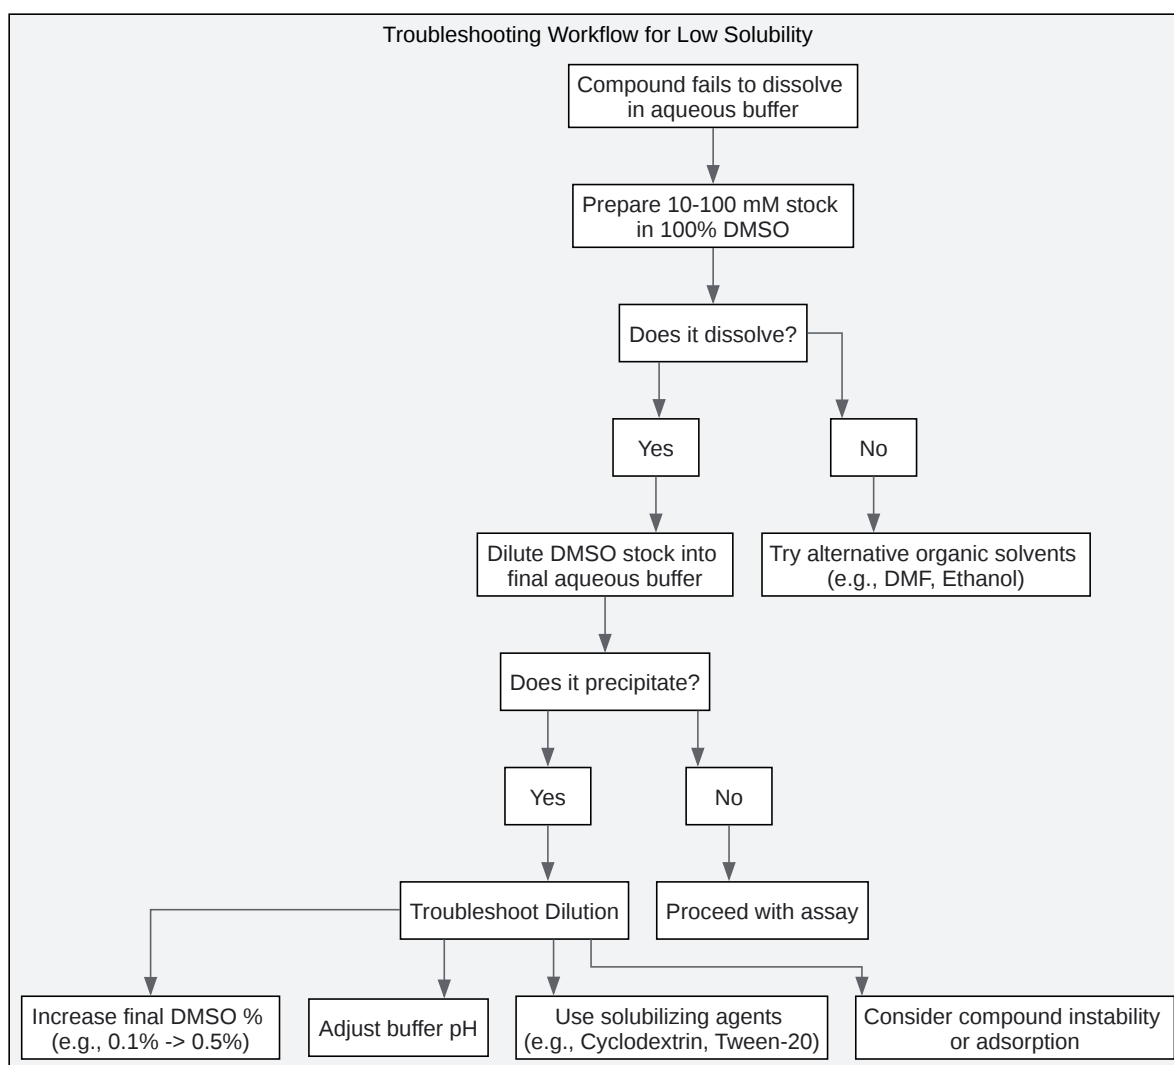 Troubleshooting Workflow for Low Solubility
Compound fails to dissolve
in aqueous buffer
Prepare 10-100 mM stock
in 100% DMSO
Does it dissolve?
Yes
No
Dilute DMSO stock into
final aqueous buffer
Try alternative organic solvents
(e.g., DMF, Ethanol)
Does it precipitate?
Yes
No
Troubleshoot Dilution
Proceed with assay
Increase final DMSO %
(e.g., 0.1% -> 0.5%)
Adjust buffer pH
Use solubilizing agents
(e.g., Cyclodextrin, Tween-20)
Consider compound instability
or adsorption